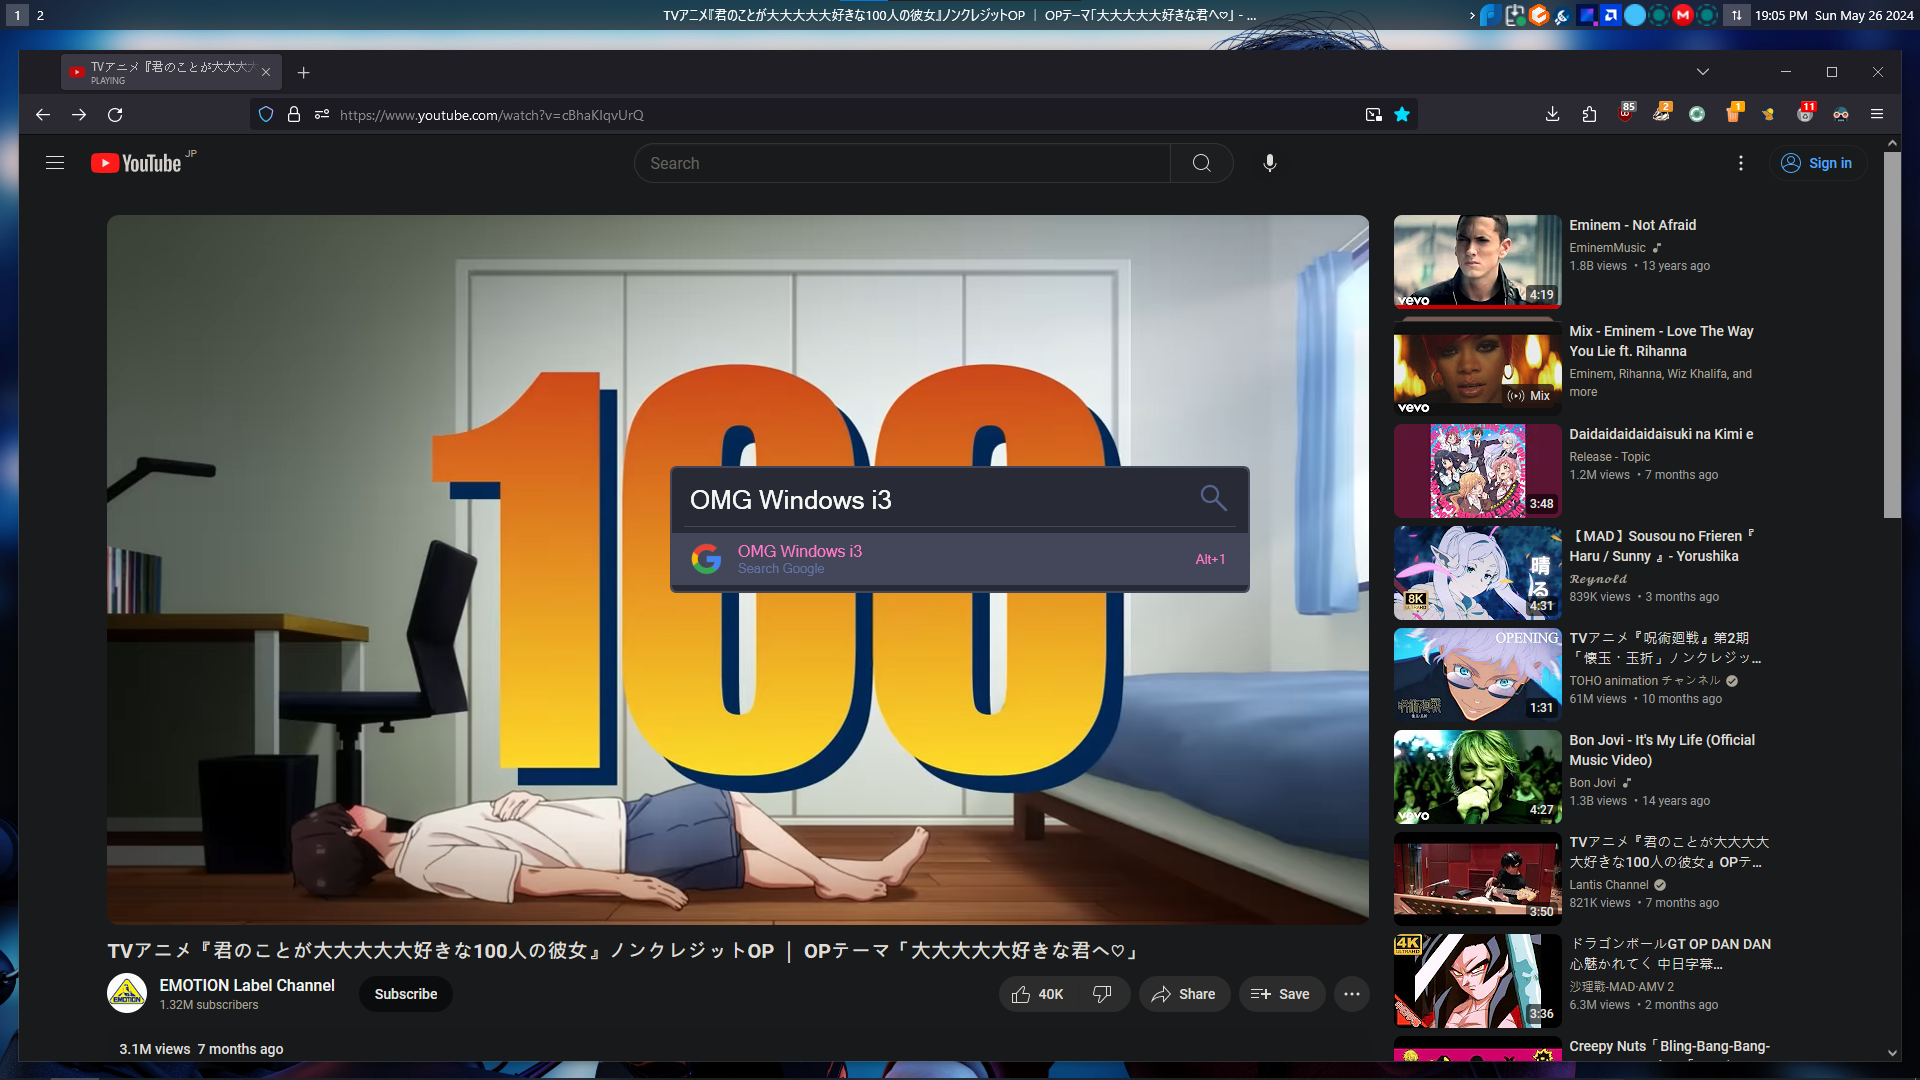 1 2
TVアニメ『君のことが大大大大大好きな100人の彼女』ノンクレジットOP ｜ OPテーマ「大大大大大好きな君へ♡」 - ...
19:05 PM Sun May 26 2024
TVアニメ『君のことが大大大大
PLAYING
https://www.youtube.com/watch?v=cBhaKIqvUrQ
85
2
1
11
YouTube JP
Search
Sign in
100
OMG Windows i3
OMG Windows i3
Search Google
Alt+1
TVアニメ『君のことが大大大大大好きな100人の彼女』ノンクレジットOP ｜ OPテーマ「大大大大大好きな君へ♡」
EMOTION
EMOTION Label Channel
1.32M subscribers
Subscribe
40K
Share
Save
3.1M views 7 months ago
vevo
4:19
Eminem - Not Afraid
EminemMusic
1.8B views • 13 years ago
vevo
Mix
Mix - Eminem - Love The Way
You Lie ft. Rihanna
Eminem, Rihanna, Wiz Khalifa, and
more
3:48
Daidaidaidaidaisuki na Kimi e
Release - Topic
1.2M views • 7 months ago
晴る
8K
ULTRA HD
4:31
【MAD】Sousou no Frieren『
Haru / Sunny 』- Yorushika
𝓡𝓮𝔂𝓷𝓸𝓵𝓭
839K views • 3 months ago
OPENING
呪術廻戦
1:31
TVアニメ『呪術廻戦』第2期
「懐玉・玉折」ノンクレジッ...
TOHO animation チャンネル
61M views • 10 months ago
vevo
4:27
Bon Jovi - It's My Life (Official
Music Video)
Bon Jovi
1.3B views • 14 years ago
3:50
TVアニメ『君のことが大大大大
大好きな100人の彼女』OPテ...
Lantis Channel
821K views • 7 months ago
4K
ULTRA HD
3:36
ドラゴンボールGT OP DAN DAN
心魅かれてく 中日字幕...
沙理戰-MAD·AMV 2
6.3M views • 2 months ago
Creepy Nuts「Bling-Bang-Bang-